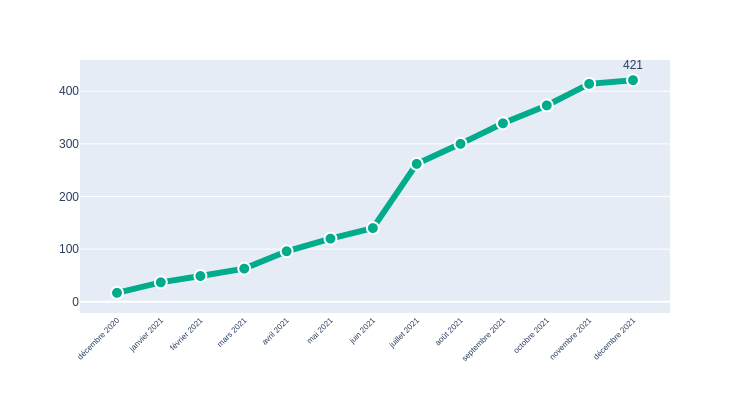 421
400
300
200
100
0
décembre 2020
janvier 2021
février 2021
mars 2021
avril 2021
mai 2021
juin 2021
juillet 2021
août 2021
septembre 2021
octobre 2021
novembre 2021
décembre 2021